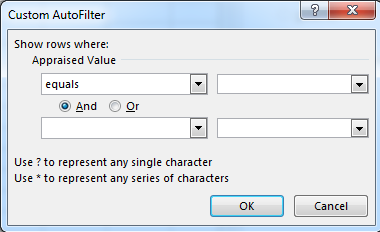 Custom AutoFilter
?
Show rows where:
Appraised Value
equals
And Or
Use ? to represent any single character
Use * to represent any series of characters
OK Cancel